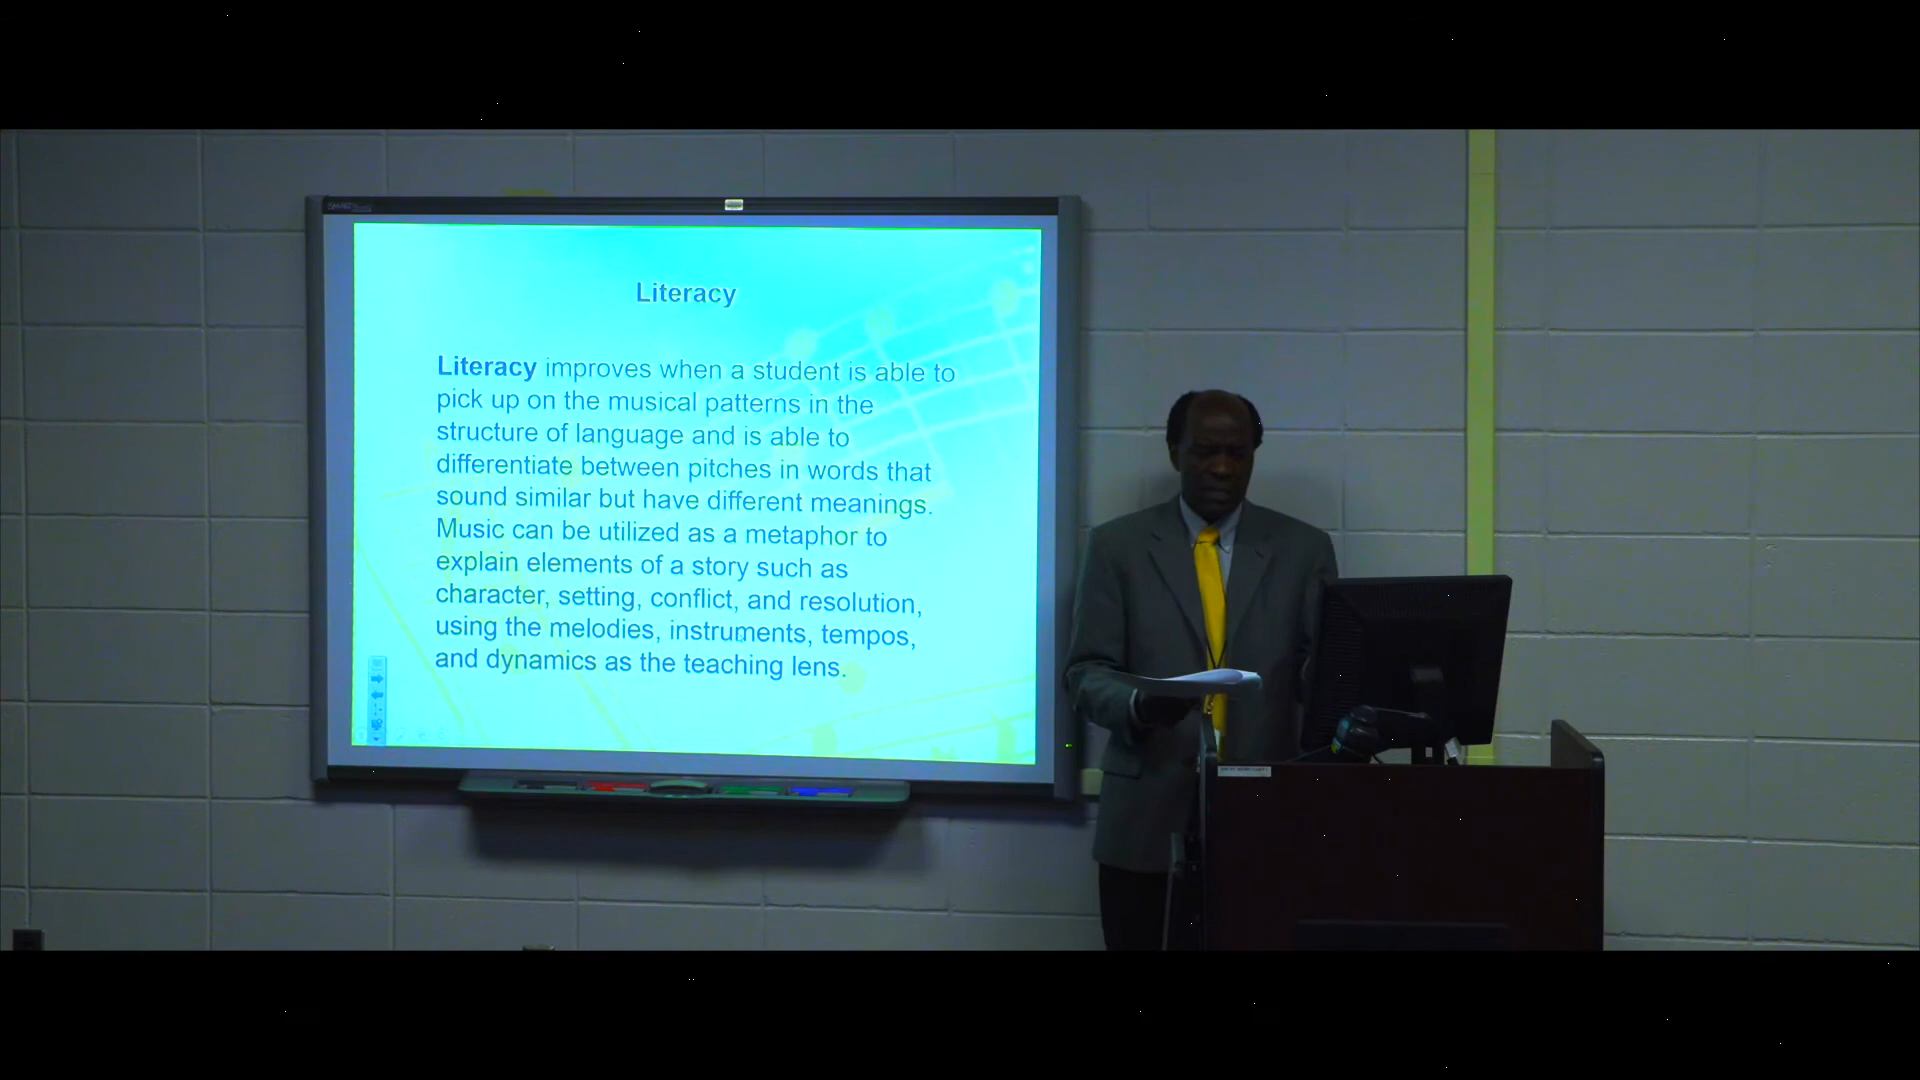 Literacy
Literacy improves when a student is able to
pick up on the musical patterns in the
structure of language and is able to
differentiate between pitches in words that
sound similar but have different meanings.
Music can be utilized as a metaphor to
explain elements of a story such as
character, setting, conflict, and resolution,
using the melodies, instruments, tempos,
and dynamics as the teaching lens.